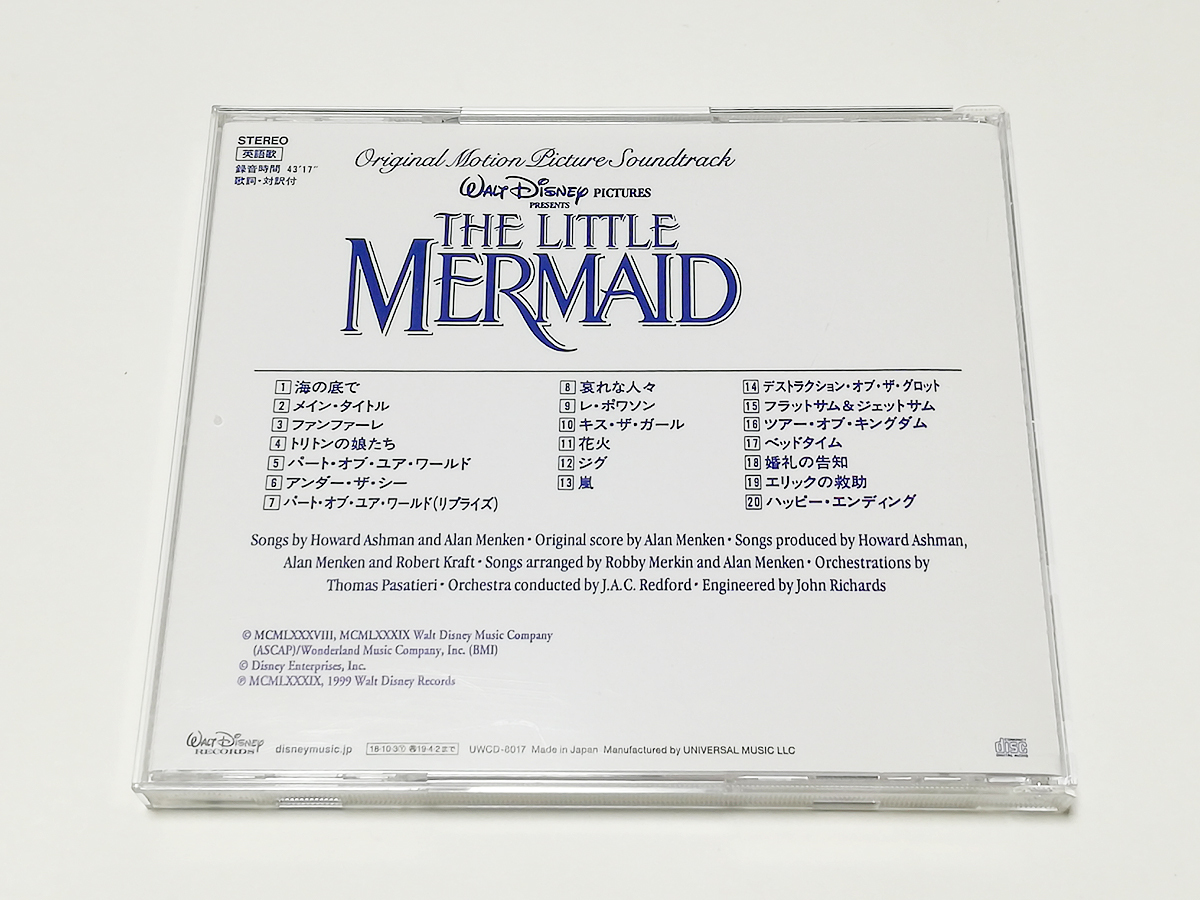 STEREO
英語歌
録音時間 43'17"
歌詞・対訳付
Original Motion Picture Soundtrack
WALT DISNEY PICTURES
PRESENTS
THE LITTLE
MERMAID
1 海の底で
2 メイン・タイトル
3 ファンファーレ
4 トリトンの娘たち
5 パート・オブ・ユア・ワールド
6 アンダー・ザ・シー
7 パート・オブ・ユア・ワールド(リプライズ)
8 哀れな人々
9 レ・ポワソン
10 キス・ザ・ガール
11 花火
12 ジグ
13 嵐
14 デストラクション・オブ・ザ・グロット
15 フラットサム&ジェットサム
16 ツアー・オブ・キングダム
17 ベッドタイム
18 婚礼の告知
19 エリックの救助
20 ハッピー・エンディング
Songs by Howard Ashman and Alan Menken · Original score by Alan Menken · Songs produced by Howard Ashman,
Alan Menken and Robert Kraft · Songs arranged by Robby Merkin and Alan Menken · Orchestrations by
Thomas Pasatieri · Orchestra conducted by J.A.C. Redford · Engineered by John Richards
© MCMLXXXVIII, MCMLXXXIX Walt Disney Music Company
(ASCAP)/Wonderland Music Company, Inc. (BMI)
© Disney Enterprises, Inc.
℗ MCMLXXXIX, 1999 Walt Disney Records
WALT DISNEY
RECORDS
disneymusic.jp
UWCD-8017 Made in Japan Manufactured by UNIVERSAL MUSIC LLC
disc